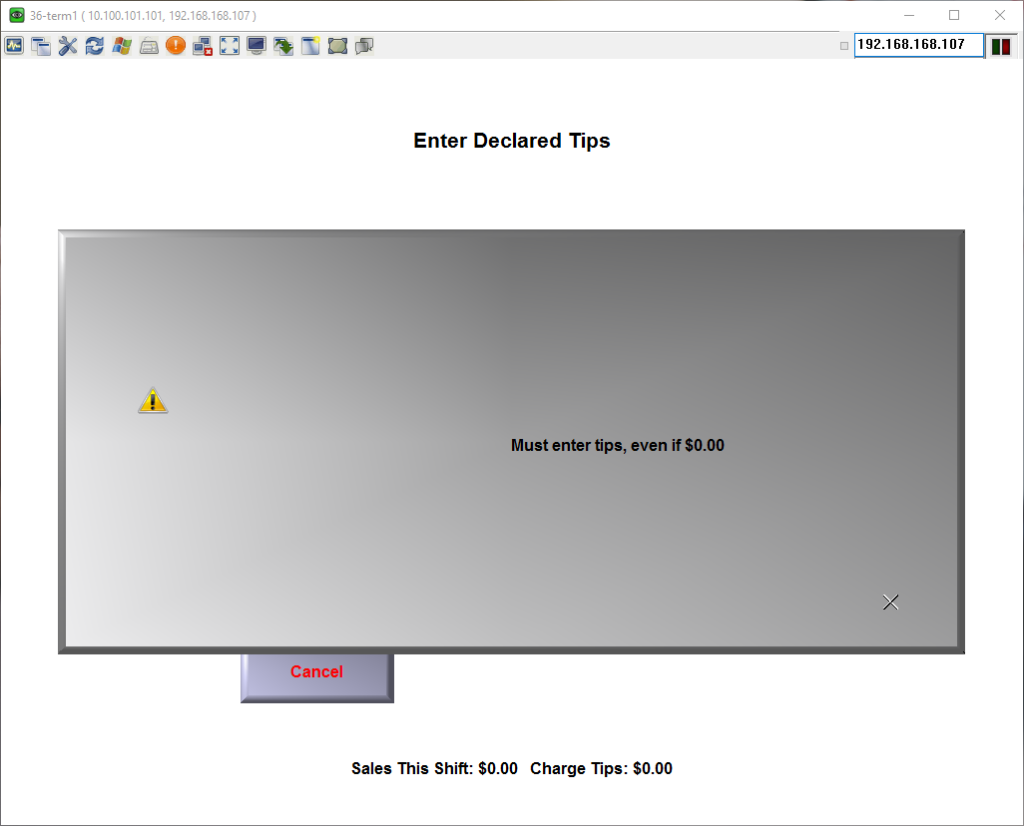 36-term1 ( 10.100.101.101, 192.168.168.107 )
192.168.168.107
Enter Declared Tips
Must enter tips, even if $0.00
Cancel
Sales This Shift: $0.00 Charge Tips: $0.00